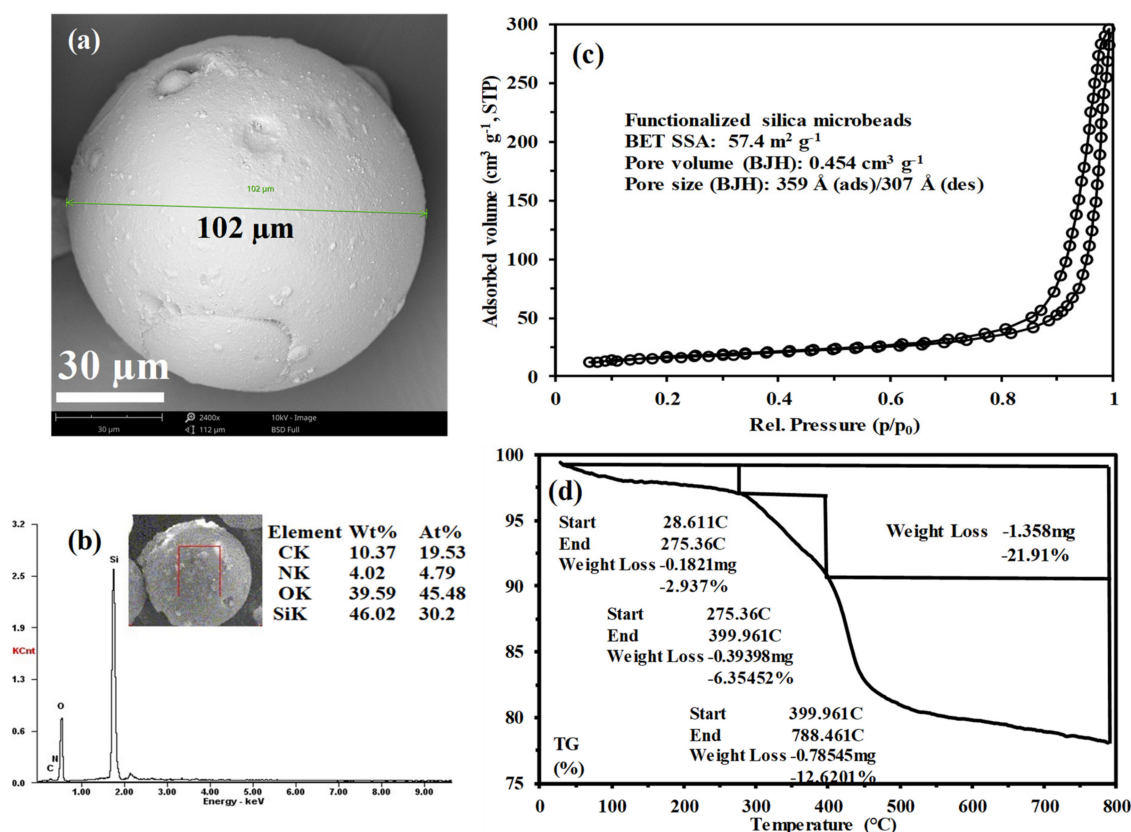 (a)
102 µm
102 µm
30 µm
30 µm
2400x
112 µm
10kV - Image
BSD Full
(c)
Adsorbed volume (cm³ g⁻¹, STP)
300
250
200
150
100
50
0
Functionalized silica microbeads
BET SSA: 57.4 m² g⁻¹
Pore volume (BJH): 0.454 cm³ g⁻¹
Pore size (BJH): 359 Å (ads)/307 Å (des)
0 0.2 0.4 0.6 0.8 1
Rel. Pressure (p/p₀)
(b)
3.2
2.5
1.9
KCnt
1.3
0.6
0.0
Si
O
N
C
Element Wt% At%
CK 10.37 19.53
NK 4.02 4.79
OK 39.59 45.48
SiK 46.02 30.2
1.00 2.00 3.00 4.00 5.00 6.00 7.00 8.00 9.00
Energy - keV
(d)
100
95
90
85
80
75
Start 28.611C
End 275.36C
Weight Loss -0.1821mg
-2.937%
Weight Loss -1.358mg
-21.91%
Start 275.36C
End 399.961C
Weight Loss -0.39398mg
-6.35452%
Start 399.961C
End 788.461C
Weight Loss -0.78545mg
-12.6201%
TG
(%)
0 100 200 300 400 500 600 700 800
Temperature (°C)